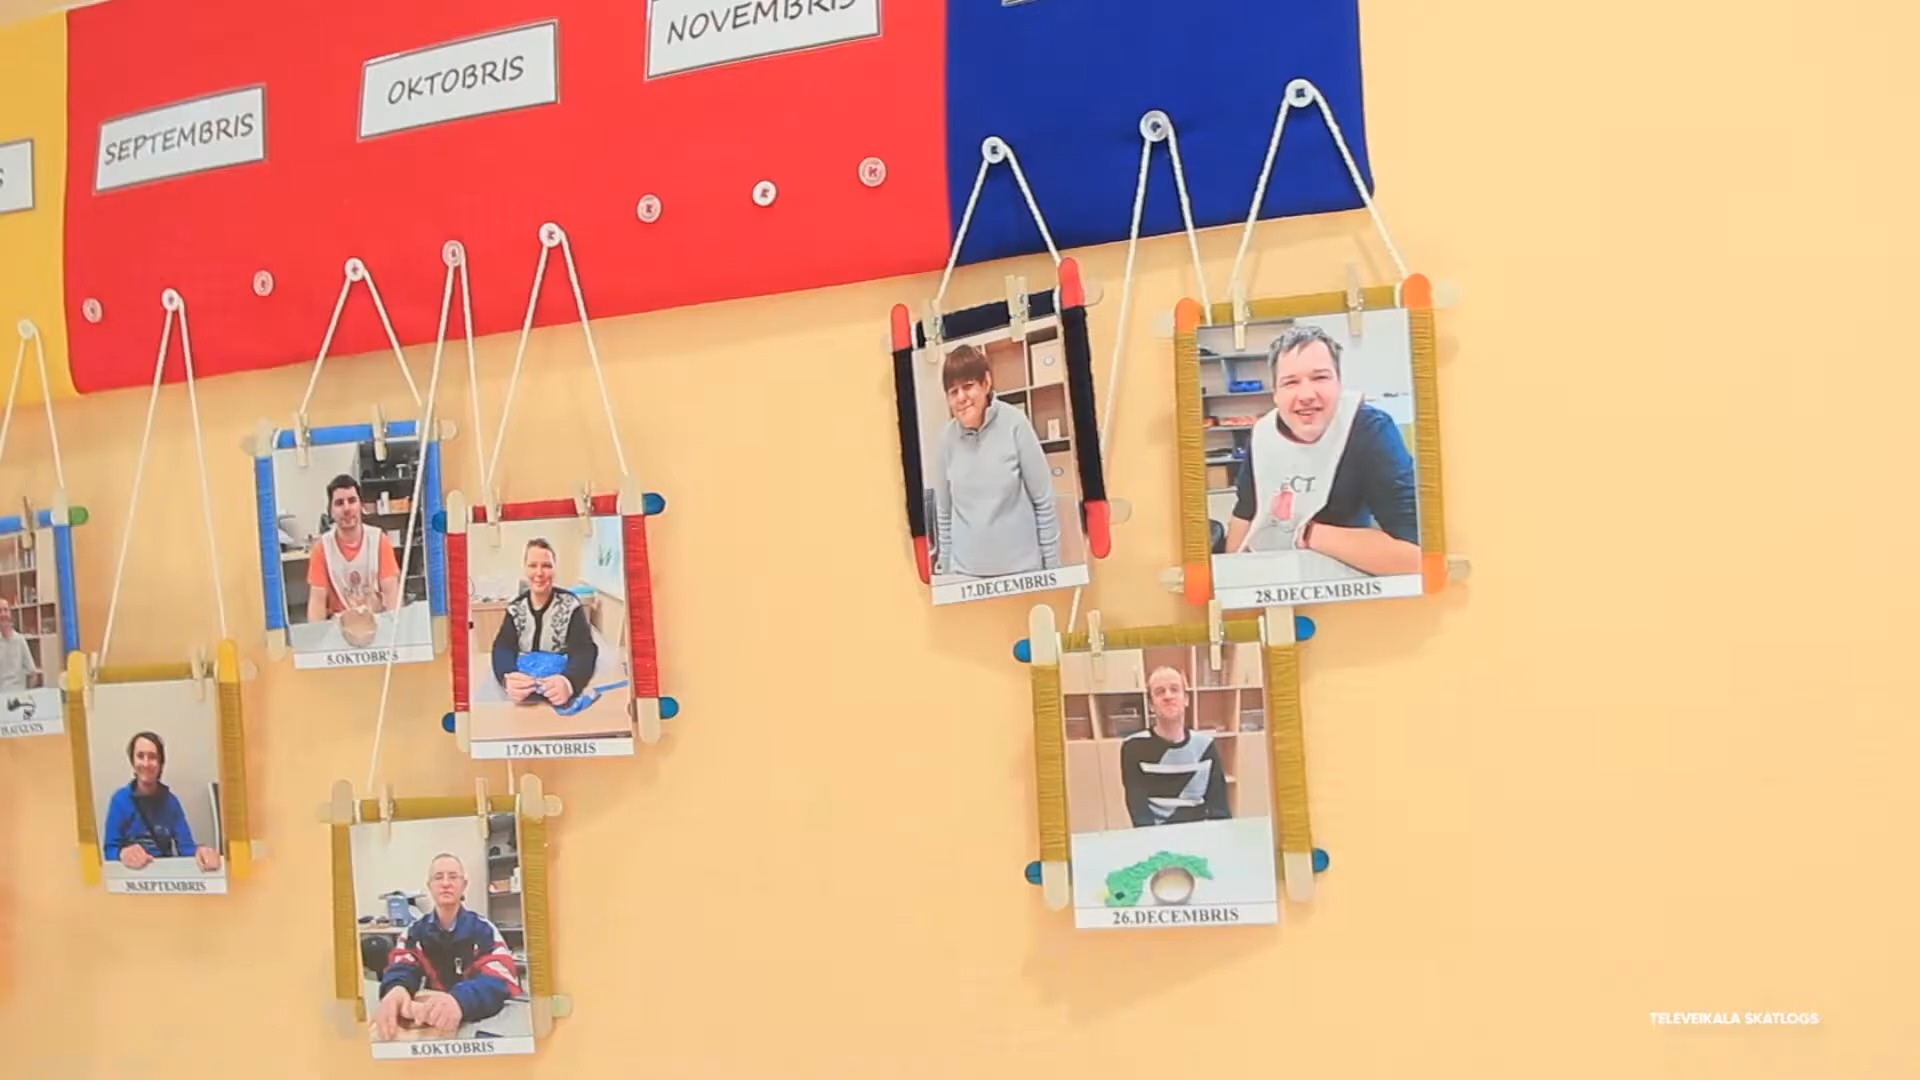 SEPTEMBRIS
OKTOBRIS
NOVEMBRIS
S
17.DECEMBRIS
28.DECEMBRIS
ECT
5.OKTOBRIS
17.OKTOBRIS
30.SEPTEMBRIS
26.DECEMBRIS
8.OKTOBRIS
TELEVEIKALA SKATLOGS